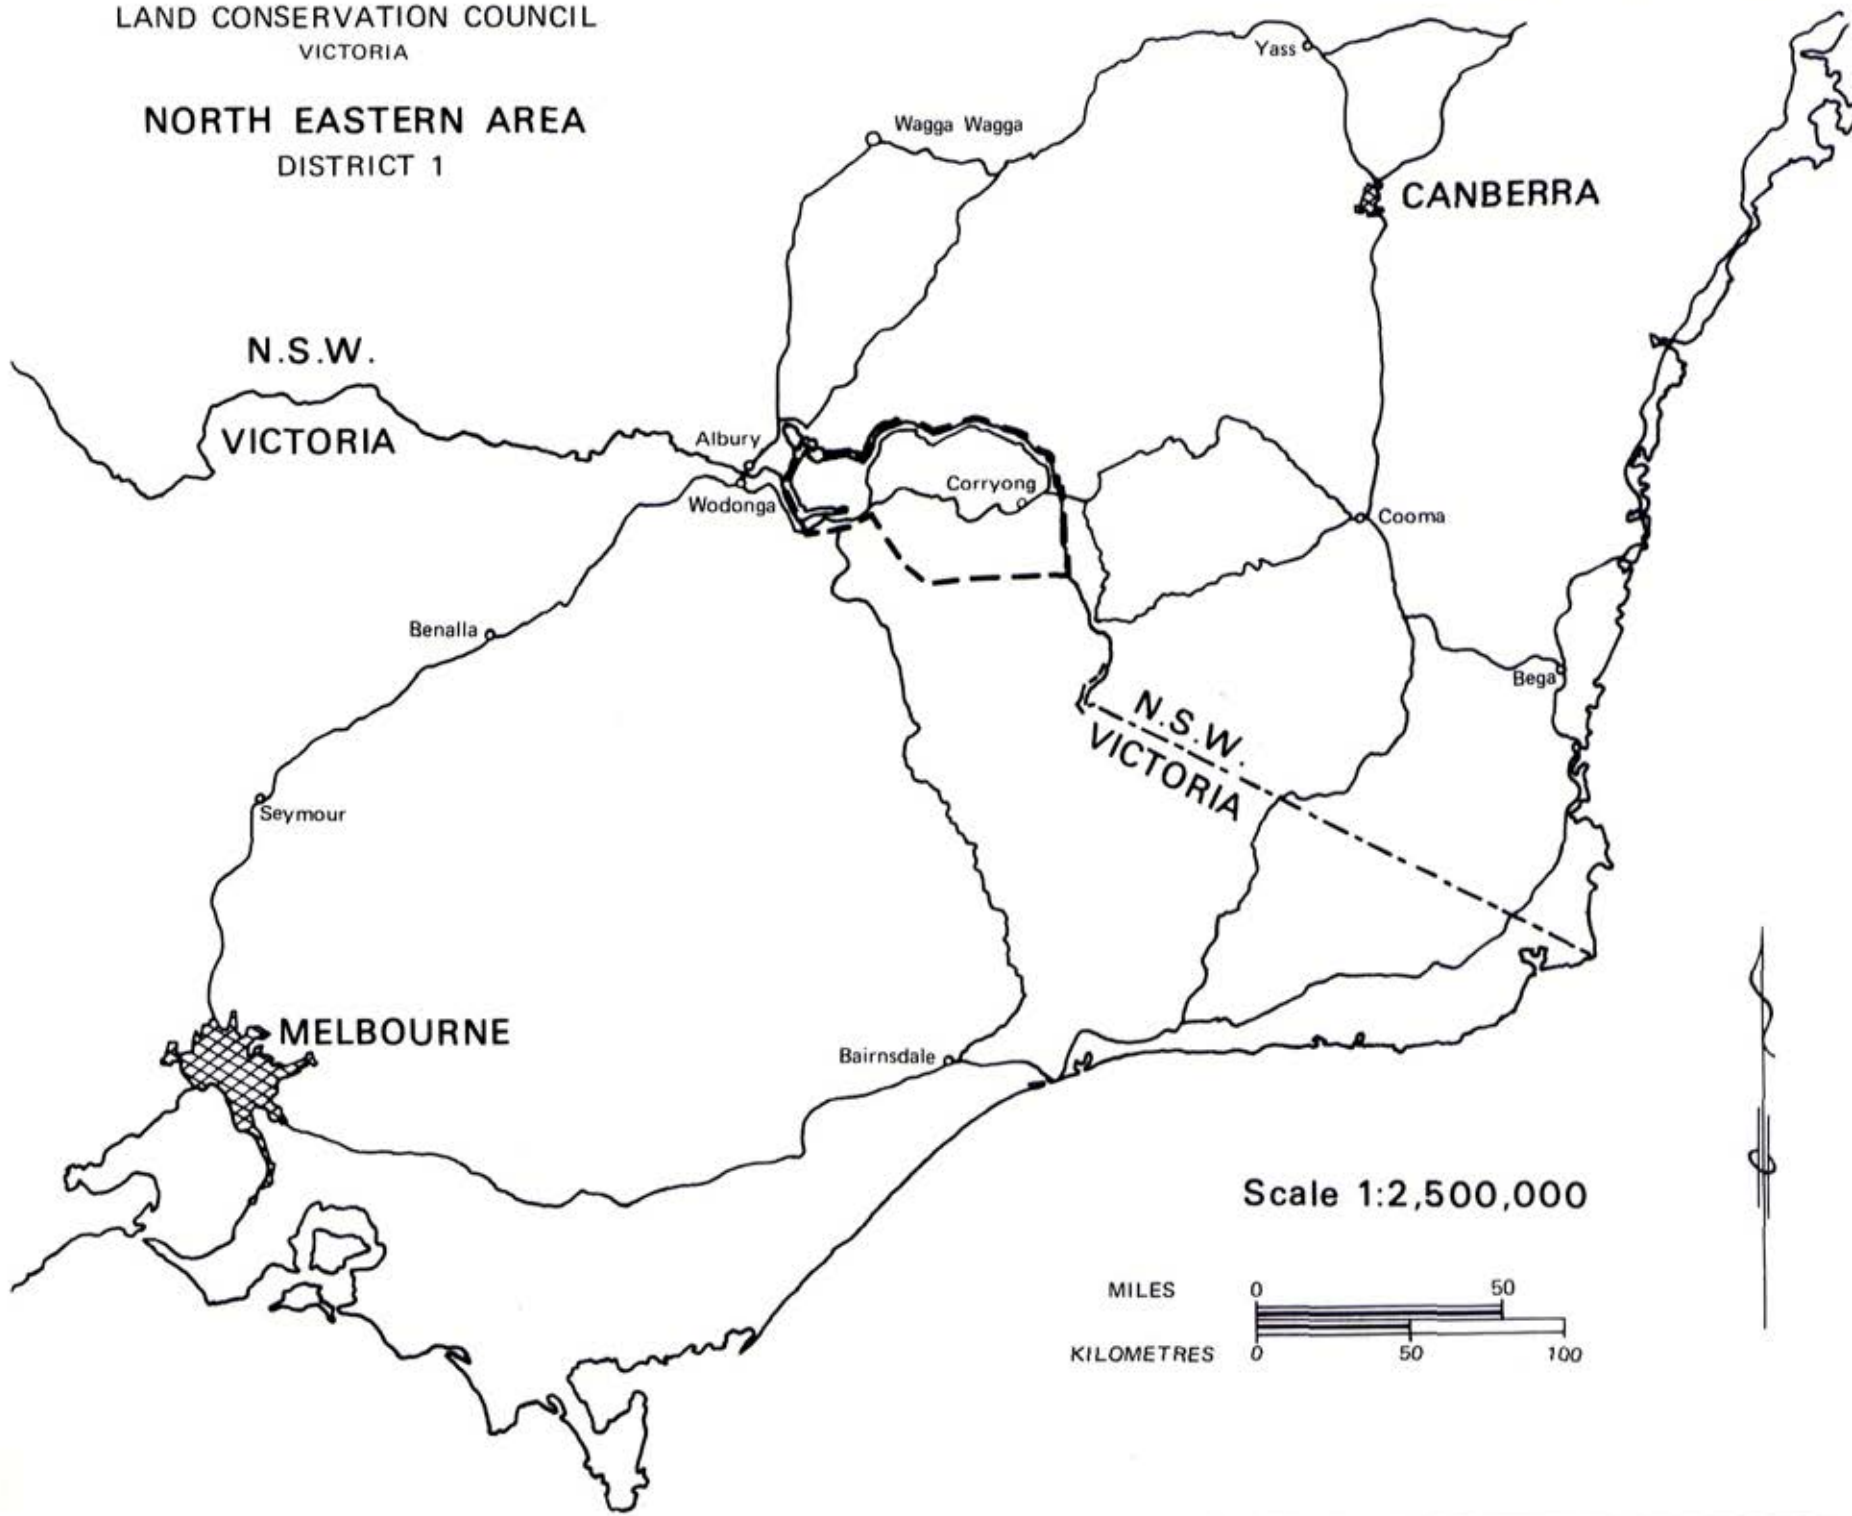 LAND CONSERVATION COUNCIL
VICTORIA
NORTH EASTERN AREA
DISTRICT 1
Yass
Wagga Wagga
CANBERRA
N.S.W.
VICTORIA
Albury
Wodonga
Corryong
Cooma
Benalla
Bega
N.S.W.
VICTORIA
Seymour
MELBOURNE
Bairnsdale
Scale 1:2,500,000
MILES 0 50
KILOMETRES 0 50 100